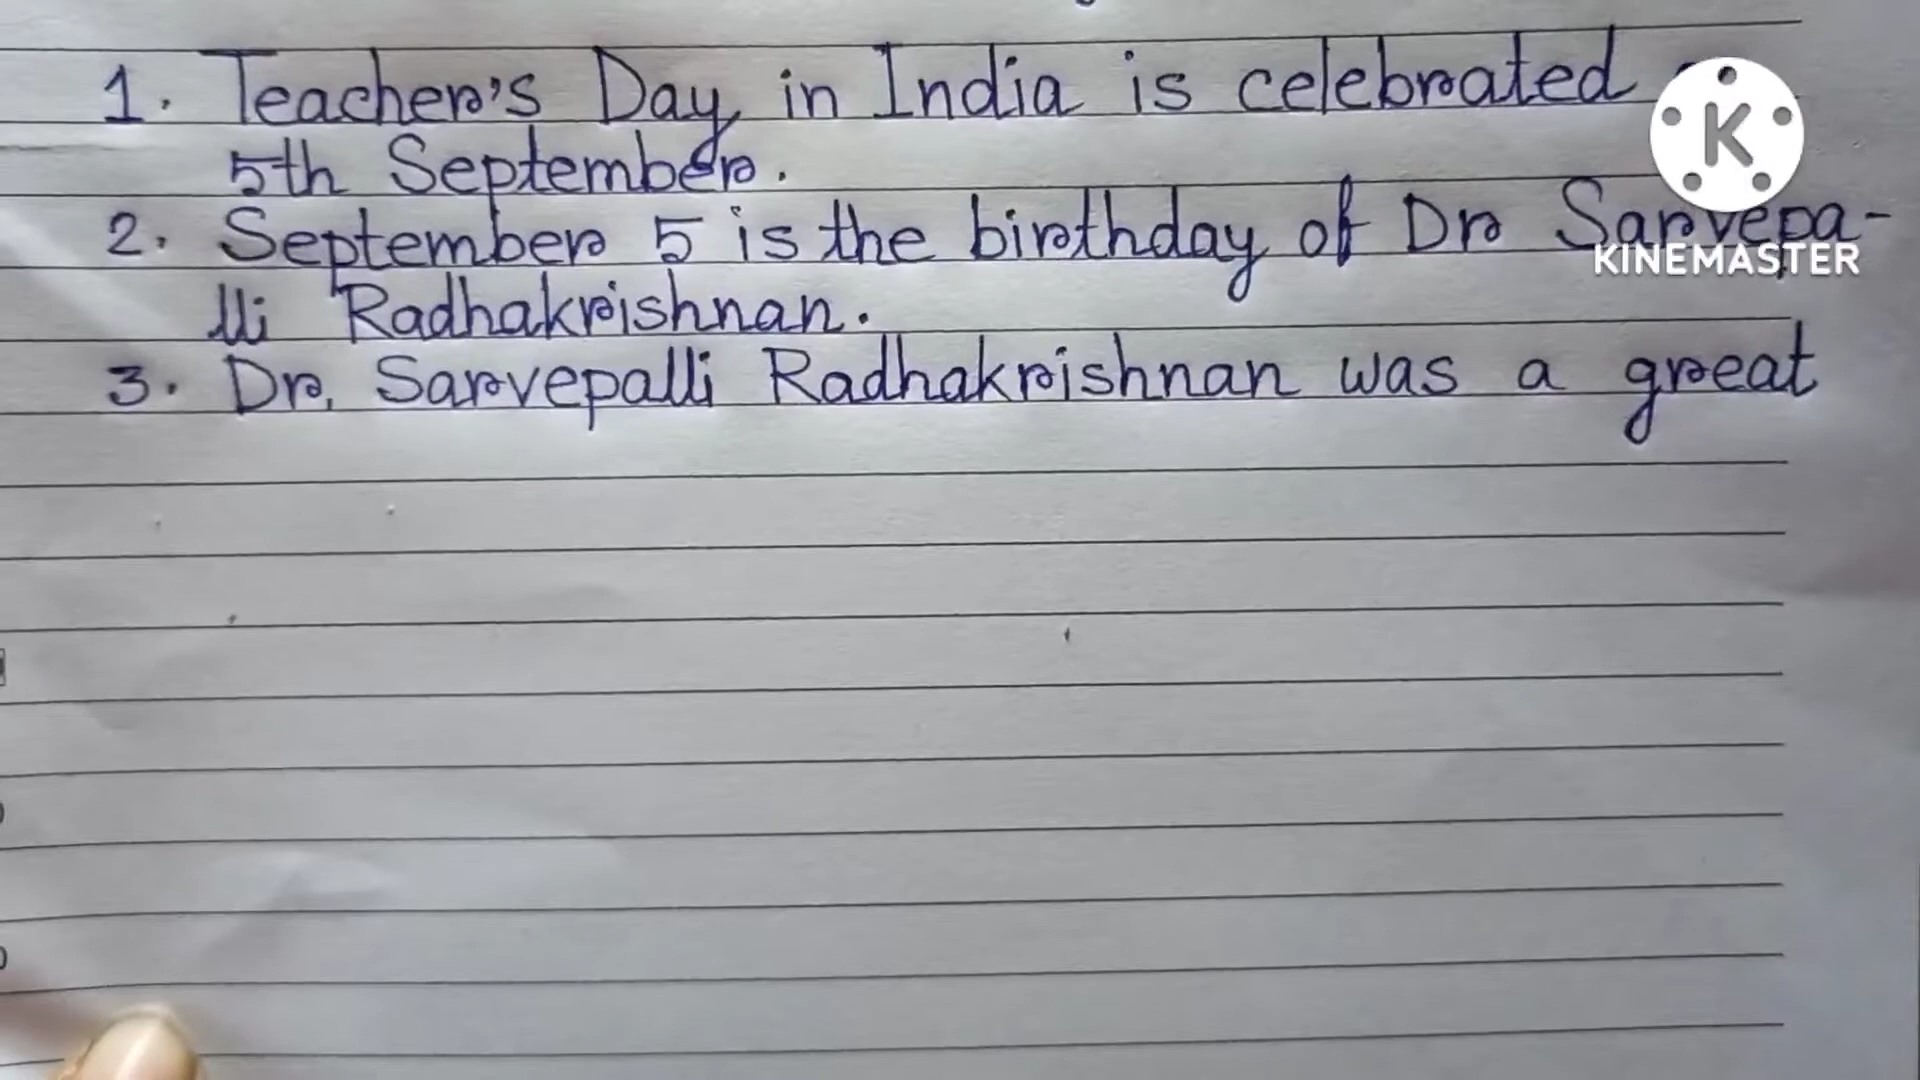 1. Teacher's Day in India is celebrated
5th September.
2. September 5 is the birthday of Dr Sarvepa-
lli Radhakrishnan.
3. Dr. Sarvepalli Radhakrishnan was a great
K
KINEMASTER